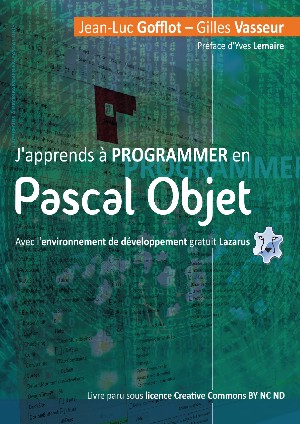 Jean-Luc Gofflot – Gilles Vasseur
Préface d'Yves Lemaire
J'apprends à PROGRAMMER en
PROGRAMMER
Pascal Objet
Avec l'environnement de développement gratuit Lazarus
Livre paru sous licence Creative Commons BY NC ND